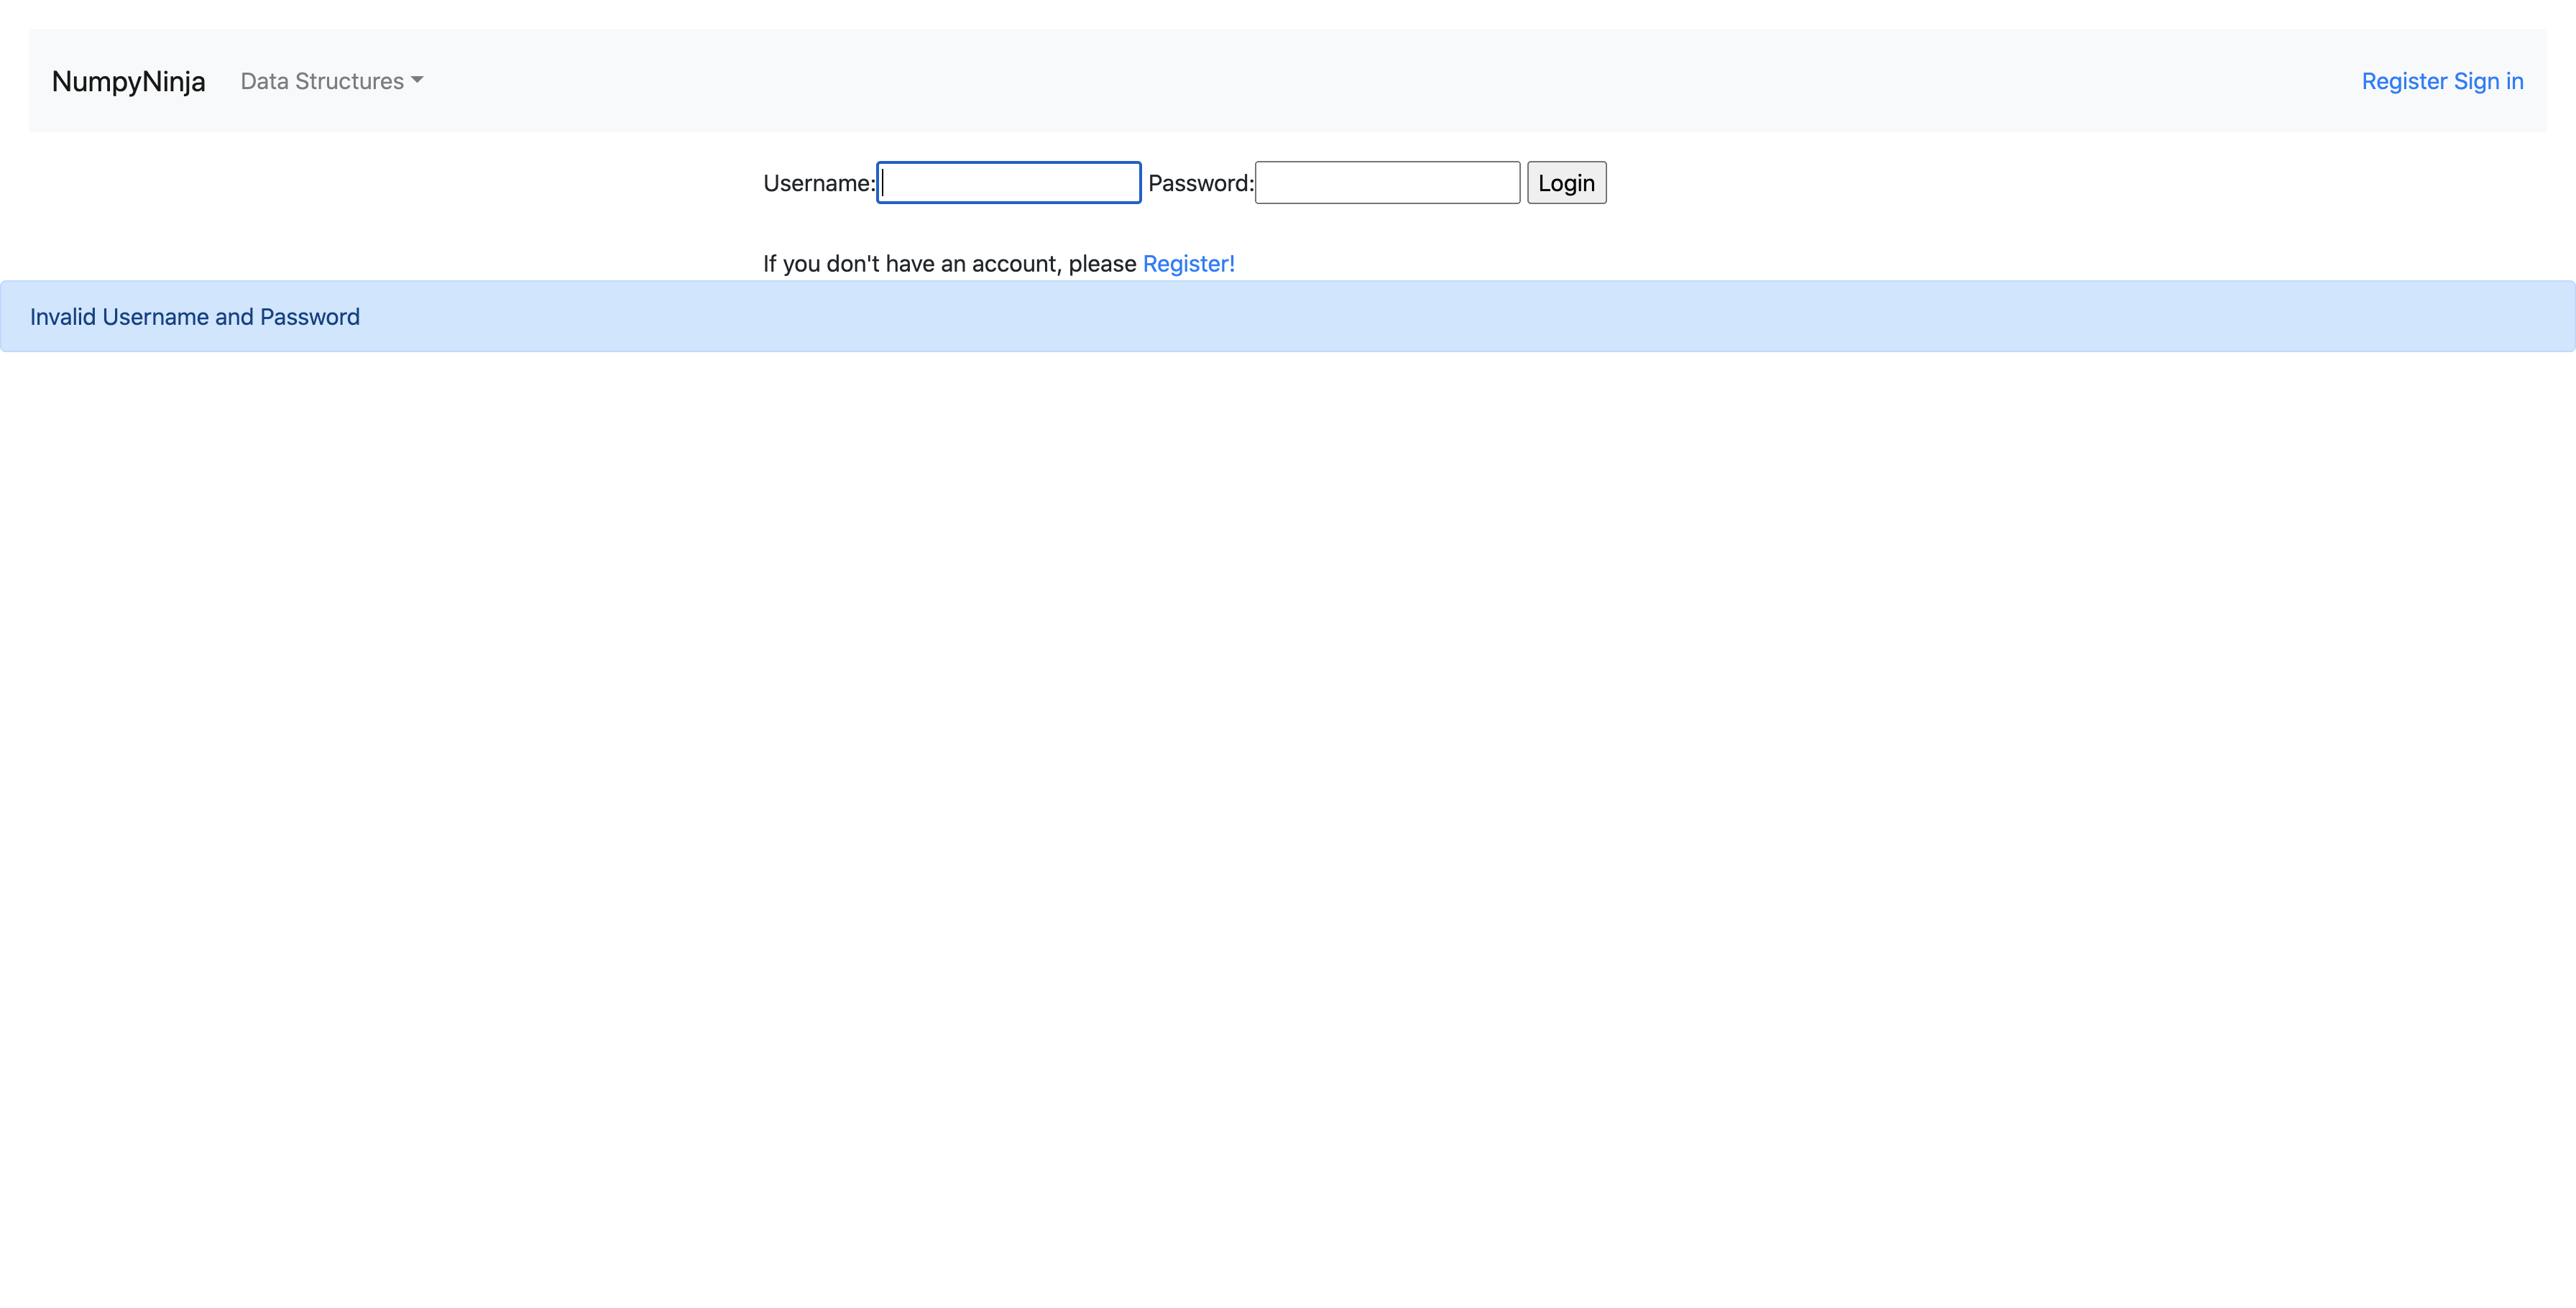 NumpyNinja Data Structures Register Sign in
Username: Password: Login
If you don't have an account, please Register!
Invalid Username and Password